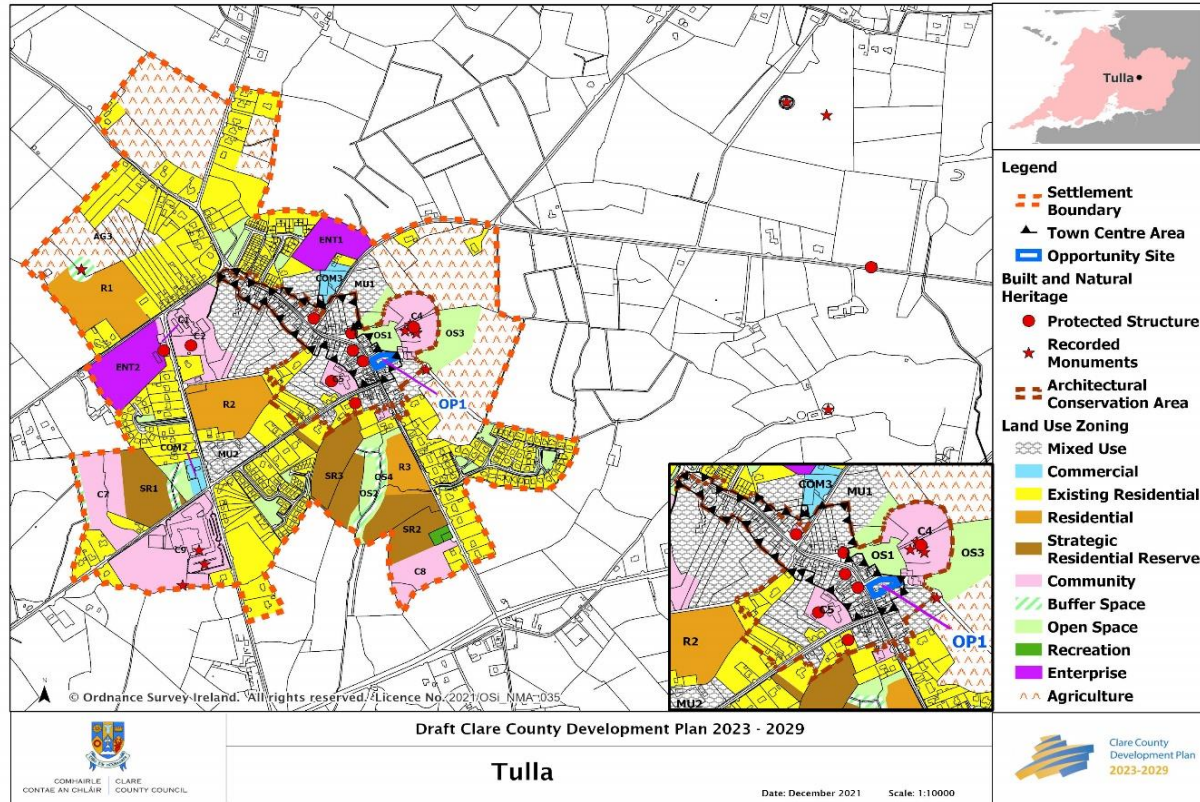 AG3
R1
ENT1
COM3
MU1
C4
OS1
OS3
C1
C2
ENT2
C5
OP1
R2
COM2
MU2
SR3
R3
OS4
OS2
C7
SR1
SR2
C9
C8
COM3
MU1
C4
OS1
OS3
C5
R2
OP1
MU2
N
© Ordnance Survey Ireland. All rights reserved. Licence No. 2021/OSi_NMA_035
Tulla
Legend
Settlement
Boundary
Town Centre Area
Opportunity Site
Built and Natural
Heritage
Protected Structure
Recorded
Monuments
Architectural
Conservation Area
Land Use Zoning
Mixed Use
Commercial
Existing Residential
Residential
Strategic
Residential Reserve
Community
Buffer Space
Open Space
Recreation
Enterprise
Agriculture
COMHAIRLE
CONTAE AN CHLÁIR
CLARE
COUNTY COUNCIL
Draft Clare County Development Plan 2023 - 2029
Tulla
Date: December 2021
Scale: 1:10000
Clare County
Development Plan
2023-2029